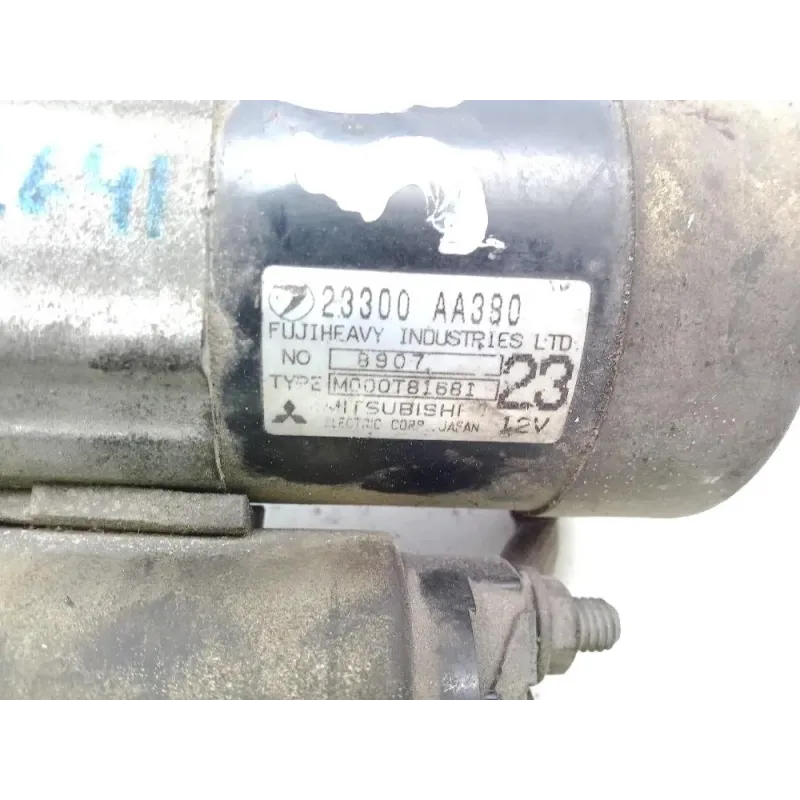 23300 AA380
FUJIHEAVY INDUSTRIES LTD
NO 8907
TYPE M000T81681 23
MITSUBISHI
ELECTRIC CORP. JAPAN 12V